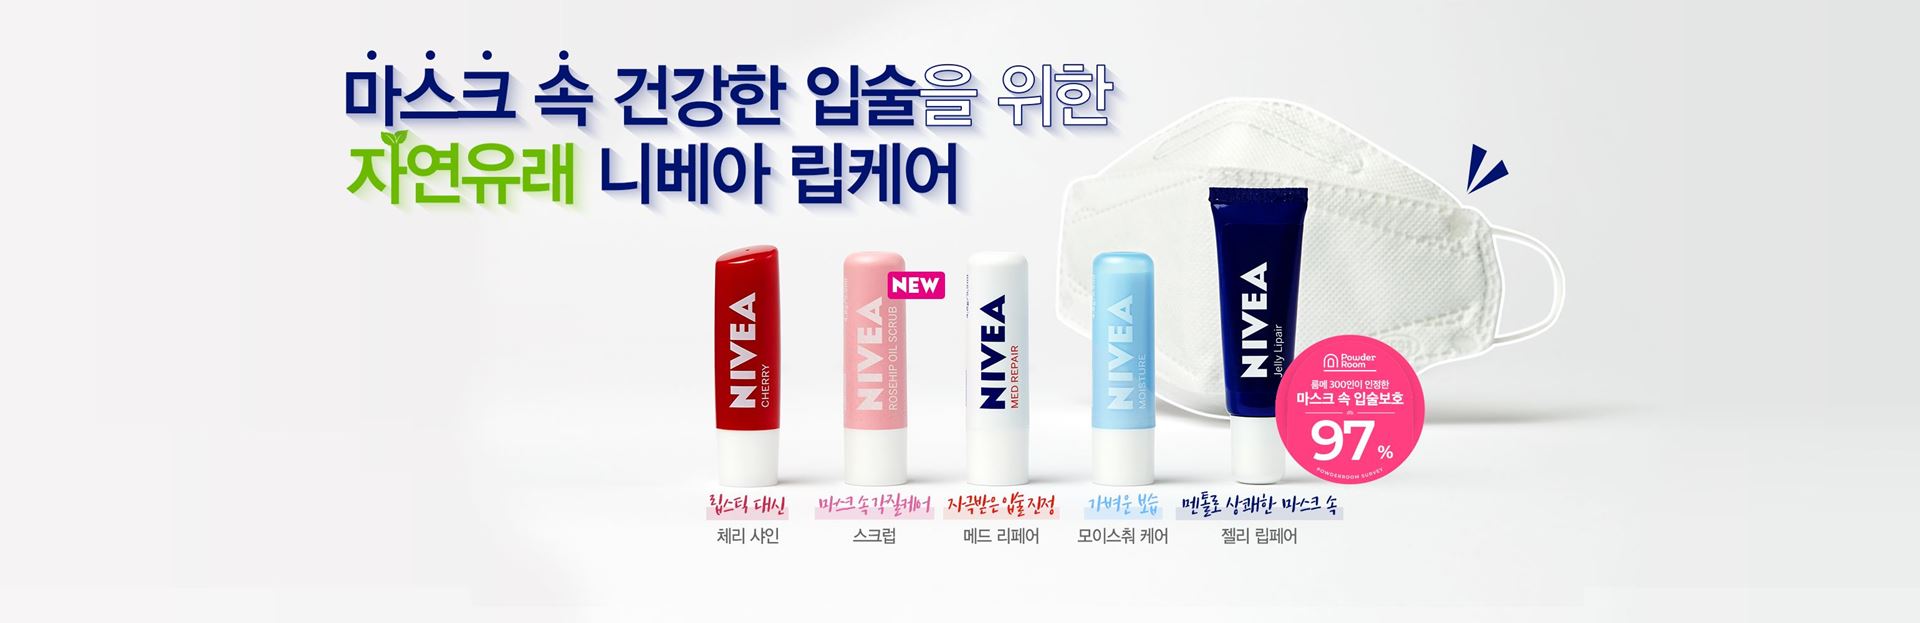 마스크 속 건강한 입술을 위한
자연유래 니베아 립케어
NIVEA
CHERRY
NEW
NIVEA
ROSEHIP OIL SCRUB
NIVEA
MED REPAIR
NIVEA
MOISTURE
NIVEA
Jelly Lipair
Powder
Room
룸메 300인이 인정한
마스크 속 입술보호
97%
POWDERROOM SURVEY
립스틱 대신
마스크 속 각질케어
자극받은 입술 진정
가벼운 보습
멘톨로 상쾌한 마스크 속
체리 샤인
스크럽
메드 리페어
모이스춰 케어
젤리 립페어